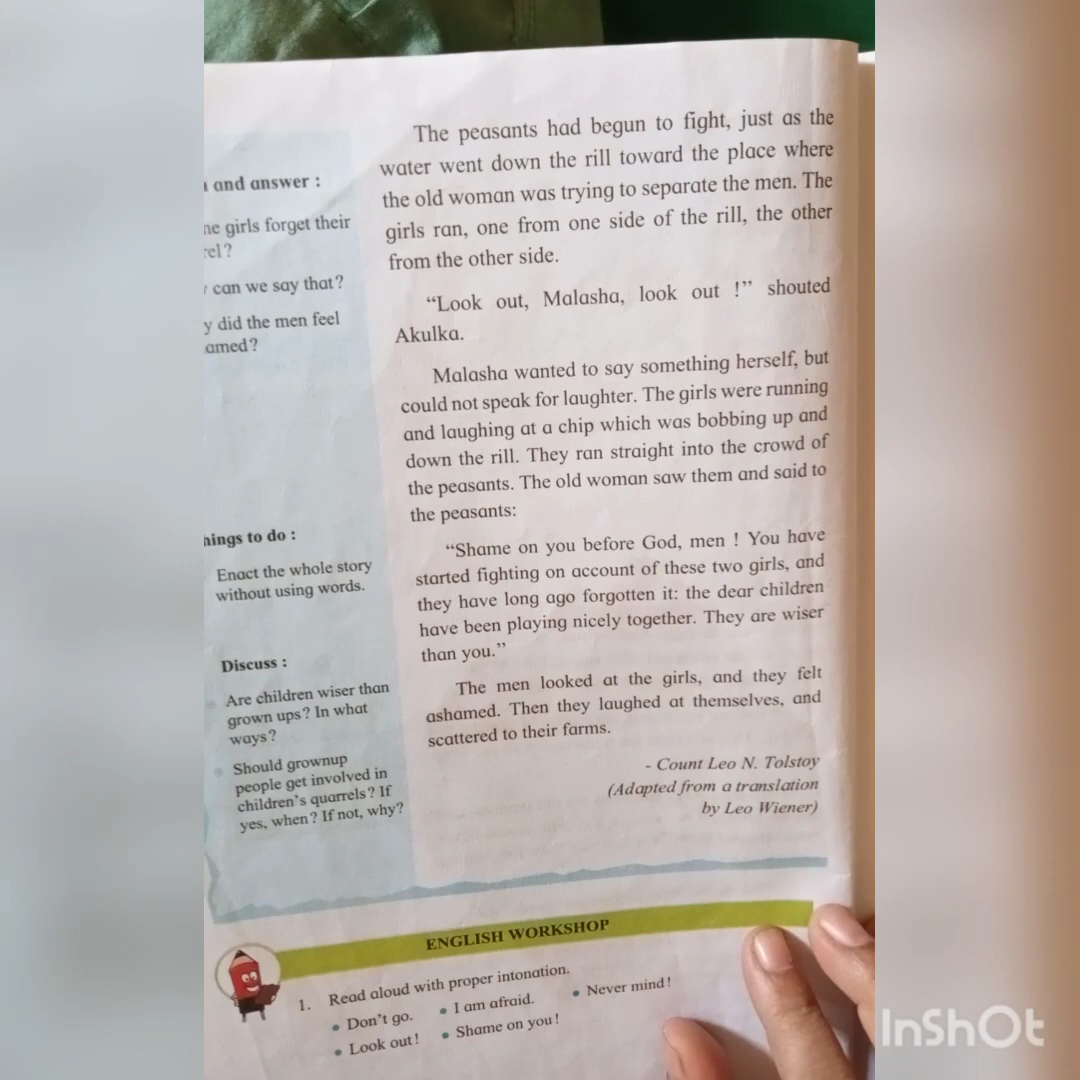 and answer :
girls forget their
can we say that?
did the men feel
hings to do :
Enact the whole story
without using words.
Discuss :
Are children wiser than
grown ups? In what
ways?
Should grownup
people get involved in
children's quarrels? If
yes, when? If not, why?
The peasants had begun to fight, just as the
water went down the rill toward the place where
the old woman was trying to separate the men. The
girls ran, one from one side of the rill, the other
from the other side.
“Look out, Malasha, look out !” shouted
Akulka.
Malasha wanted to say something herself, but
could not speak for laughter. The girls were running
and laughing at a chip which was bobbing up and
down the rill. They ran straight into the crowd of
the peasants. The old woman saw them and said to
the peasants:
“Shame on you before God, men ! You have
started fighting on account of these two girls, and
they have long ago forgotten it: the dear children
have been playing nicely together. They are wiser
than you.”
The men looked at the girls, and they felt
ashamed. Then they laughed at themselves, and
scattered to their farms.
- Count Leo N. Tolstoy
(Adapted from a translation
by Leo Wiener)
ENGLISH WORKSHOP
1. Read aloud with proper intonation.
• Don't go. • I am afraid. • Never mind!
• Look out! • Shame on you!
InShOt